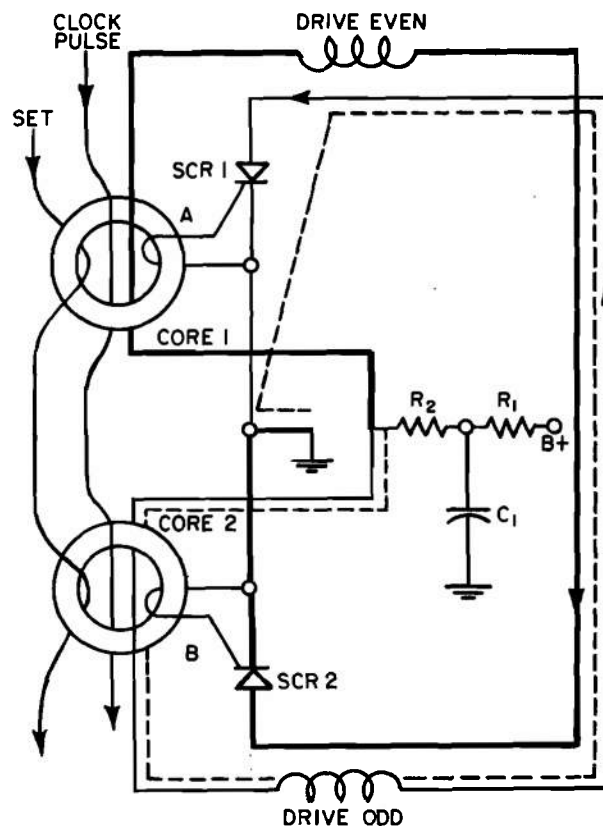 CLOCK
PULSE
DRIVE EVEN
SET
SCR 1
A
CORE 1
R2
R1
B+
C1
CORE 2
B
SCR 2
DRIVE ODD